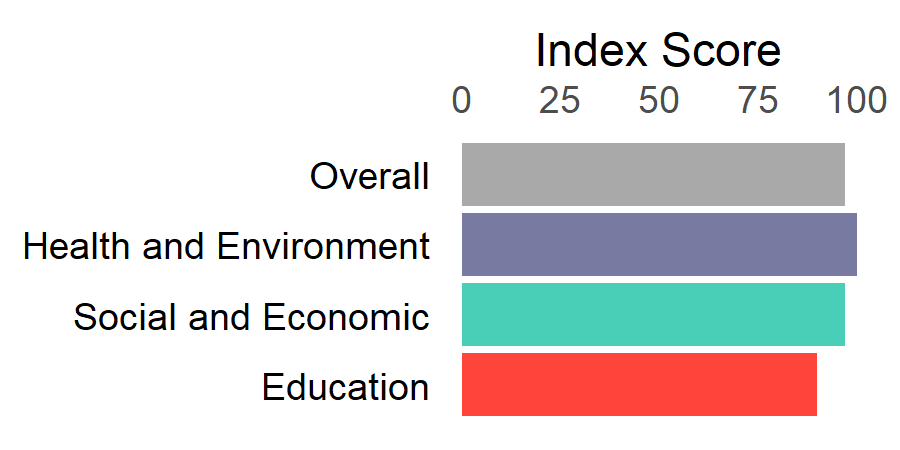 Index Score
0 25 50 75 100
Overall
Health and Environment
Social and Economic
Education